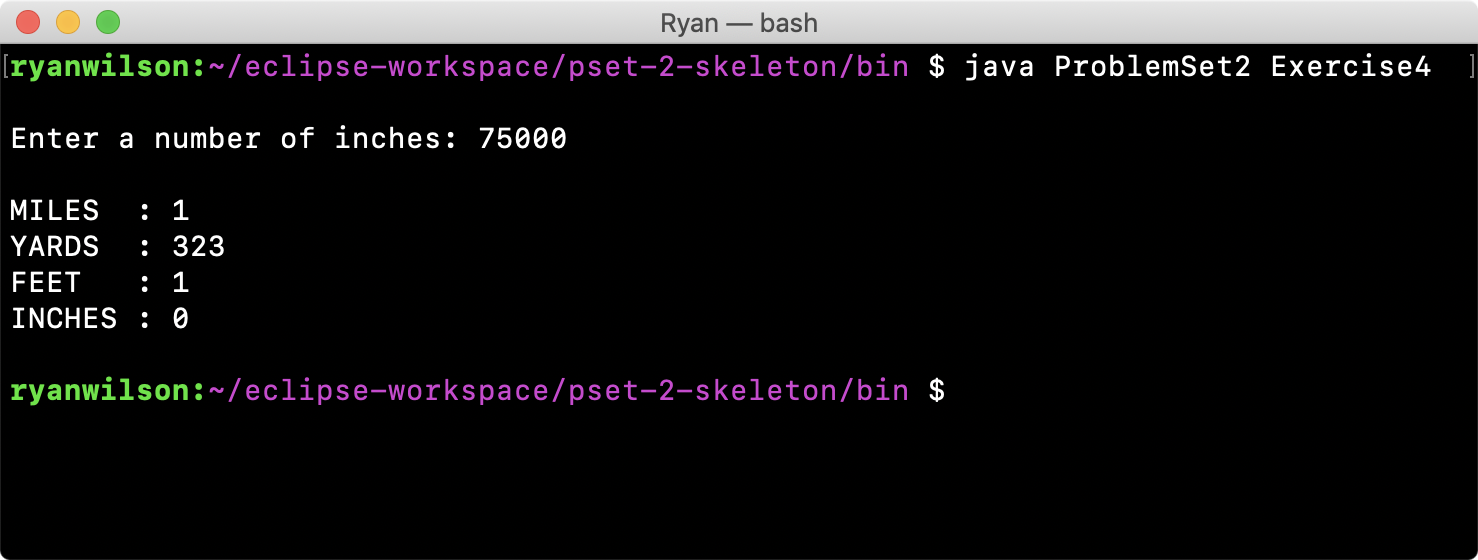 Ryan — bash
[ryanwilson:~/eclipse-workspace/pset-2-skeleton/bin $ java ProblemSet2 Exercise4 ]
Enter a number of inches: 75000
MILES  : 1
YARDS  : 323
FEET   : 1
INCHES : 0
ryanwilson:~/eclipse-workspace/pset-2-skeleton/bin $